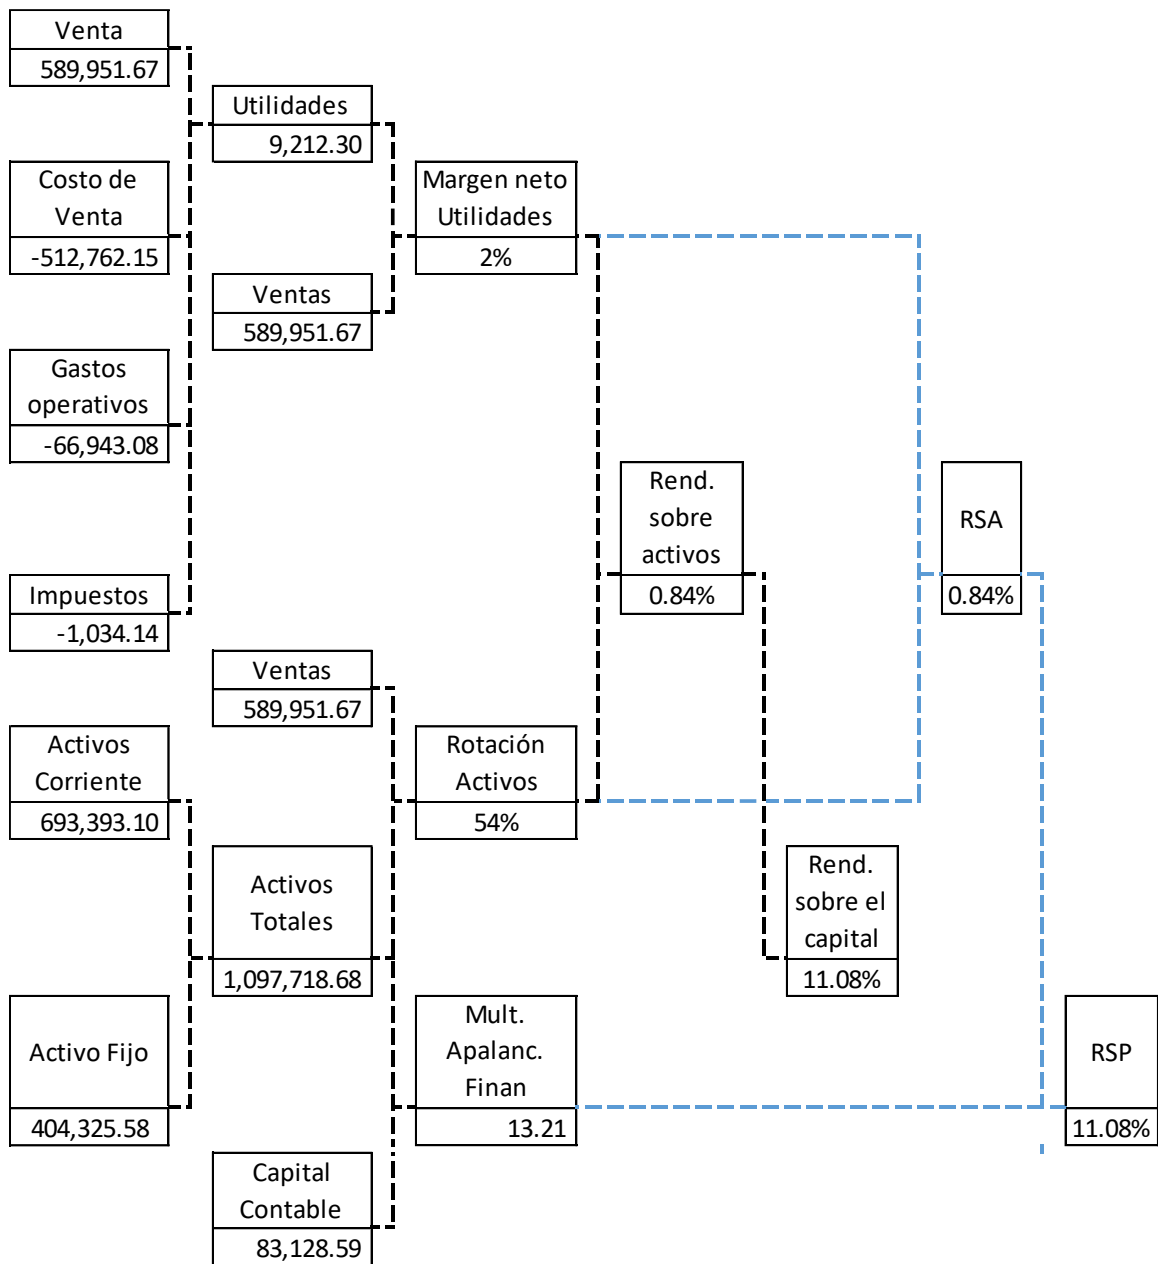 Venta
589,951.67
Utilidades
9,212.30
Costo de
Venta
-512,762.15
Margen neto
Utilidades
2%
Ventas
589,951.67
Gastos
operativos
-66,943.08
Rend.
sobre
activos
0.84%
RSA
0.84%
Impuestos
-1,034.14
Ventas
589,951.67
Activos
Corriente
693,393.10
Rotación
Activos
54%
Activos
Totales
1,097,718.68
Rend.
sobre el
capital
11.08%
Activo Fijo
404,325.58
Mult.
Apalanc.
Finan
13.21
RSP
11.08%
Capital
Contable
83,128.59